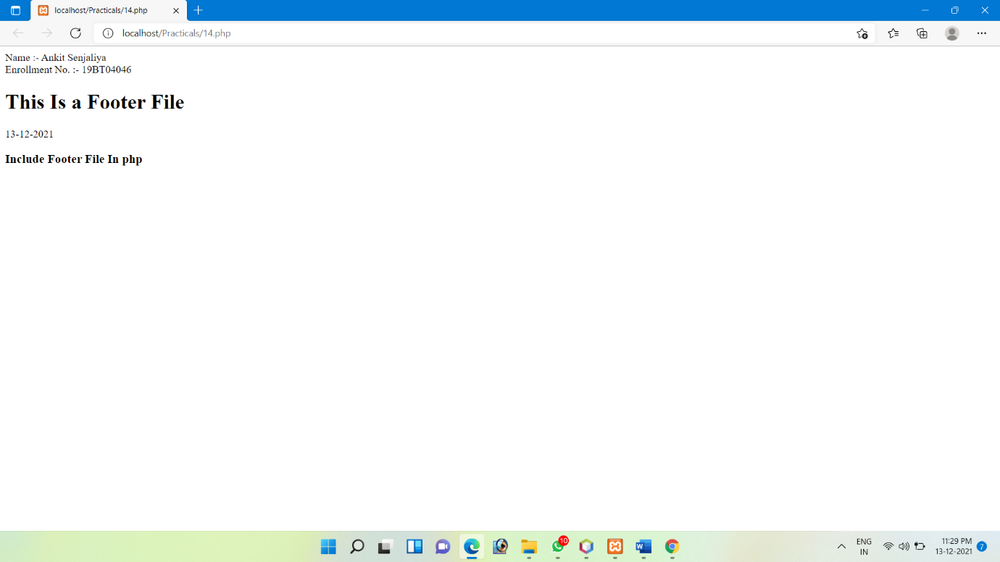 localhost/Practicals/14.php
localhost/Practicals/14.php
Name :- Ankit Senjaliya
Enrollment No. :- 19BT04046
This Is a Footer File
13-12-2021
Include Footer File In php
10
W
ENG
IN
11:29 PM
13-12-2021
7